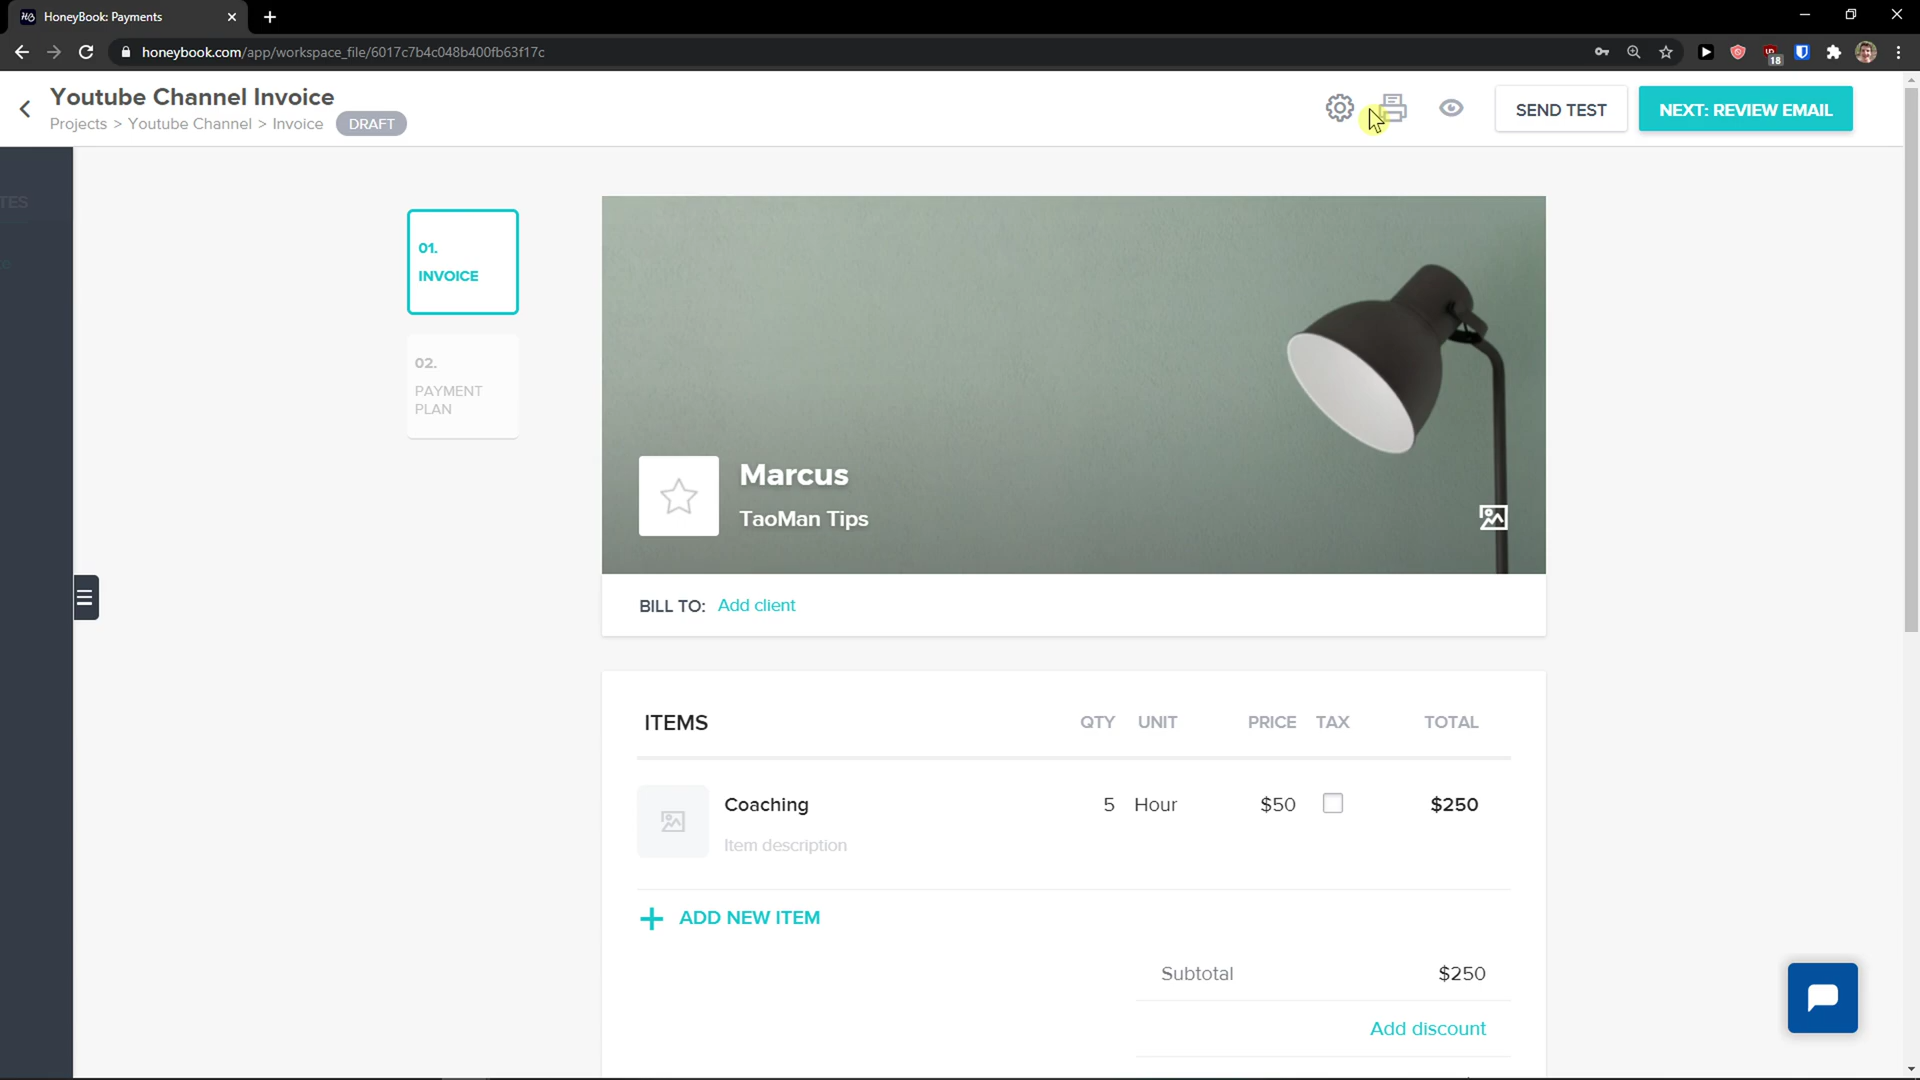 HoneyBook: Payments
honeybook.com/app/workspace_file/6017c7b4c048b400fb63f17c
18
Youtube Channel Invoice
Projects > Youtube Channel > Invoice DRAFT
SEND TEST
NEXT: REVIEW EMAIL
TES
01.
INVOICE
02.
PAYMENT
PLAN
Marcus
TaoMan Tips
BILL TO: Add client
ITEMS QTY UNIT PRICE TAX TOTAL
Coaching 5 Hour $50 $250
Item description
ADD NEW ITEM
Subtotal $250
Add discount